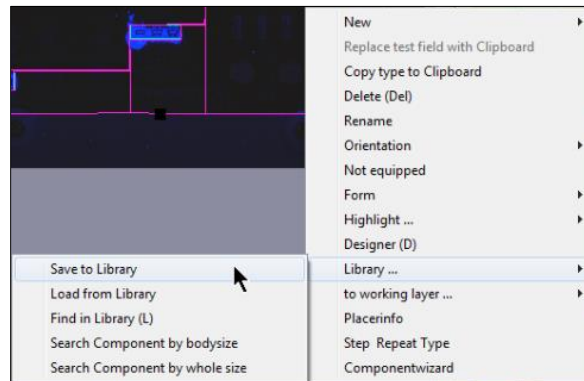 New
Replace test field with Clipboard
Copy type to Clipboard
Delete (Del)
Rename
Orientation
Not equipped
Form
Highlight ...
Designer (D)
Library ...
to working layer ...
Placerinfo
Step Repeat Type
Componentwizard
Save to Library
Load from Library
Find in Library (L)
Search Component by bodysize
Search Component by whole size